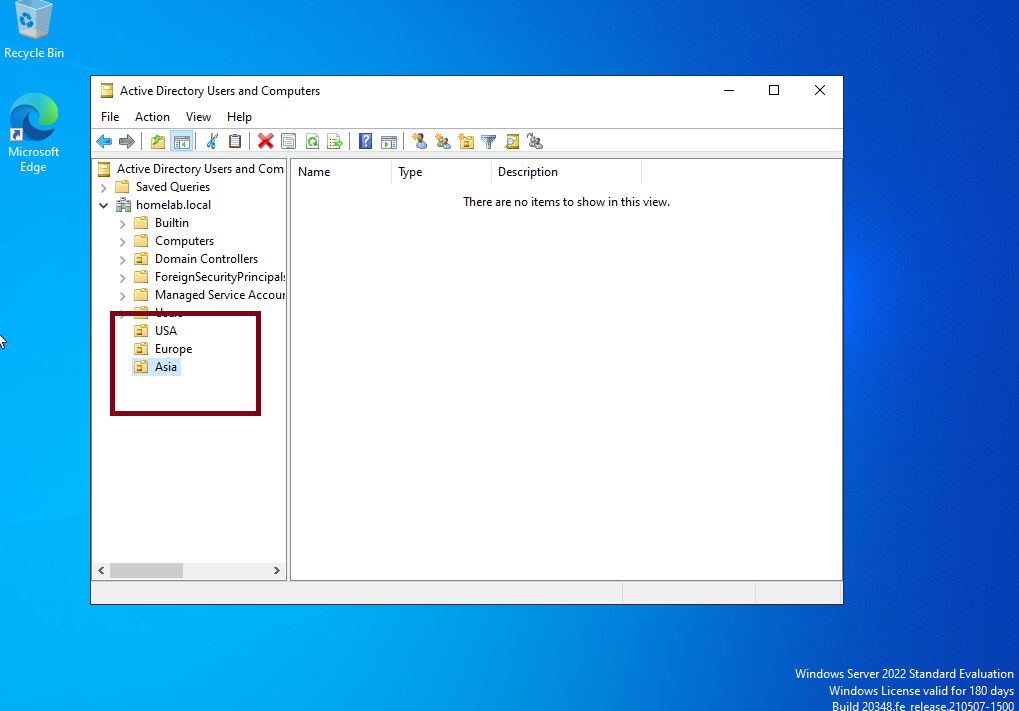 Recycle Bin
Microsoft
Edge
Active Directory Users and Computers
File Action View Help
Active Directory Users and Com
Saved Queries
homelab.local
Builtin
Computers
Domain Controllers
ForeignSecurityPrincipals
Managed Service Accour
Users
USA
Europe
Asia
Name Type Description
There are no items to show in this view.
Windows Server 2022 Standard Evaluation
Windows License valid for 180 days
Build 20348.fe_release.210507-1500